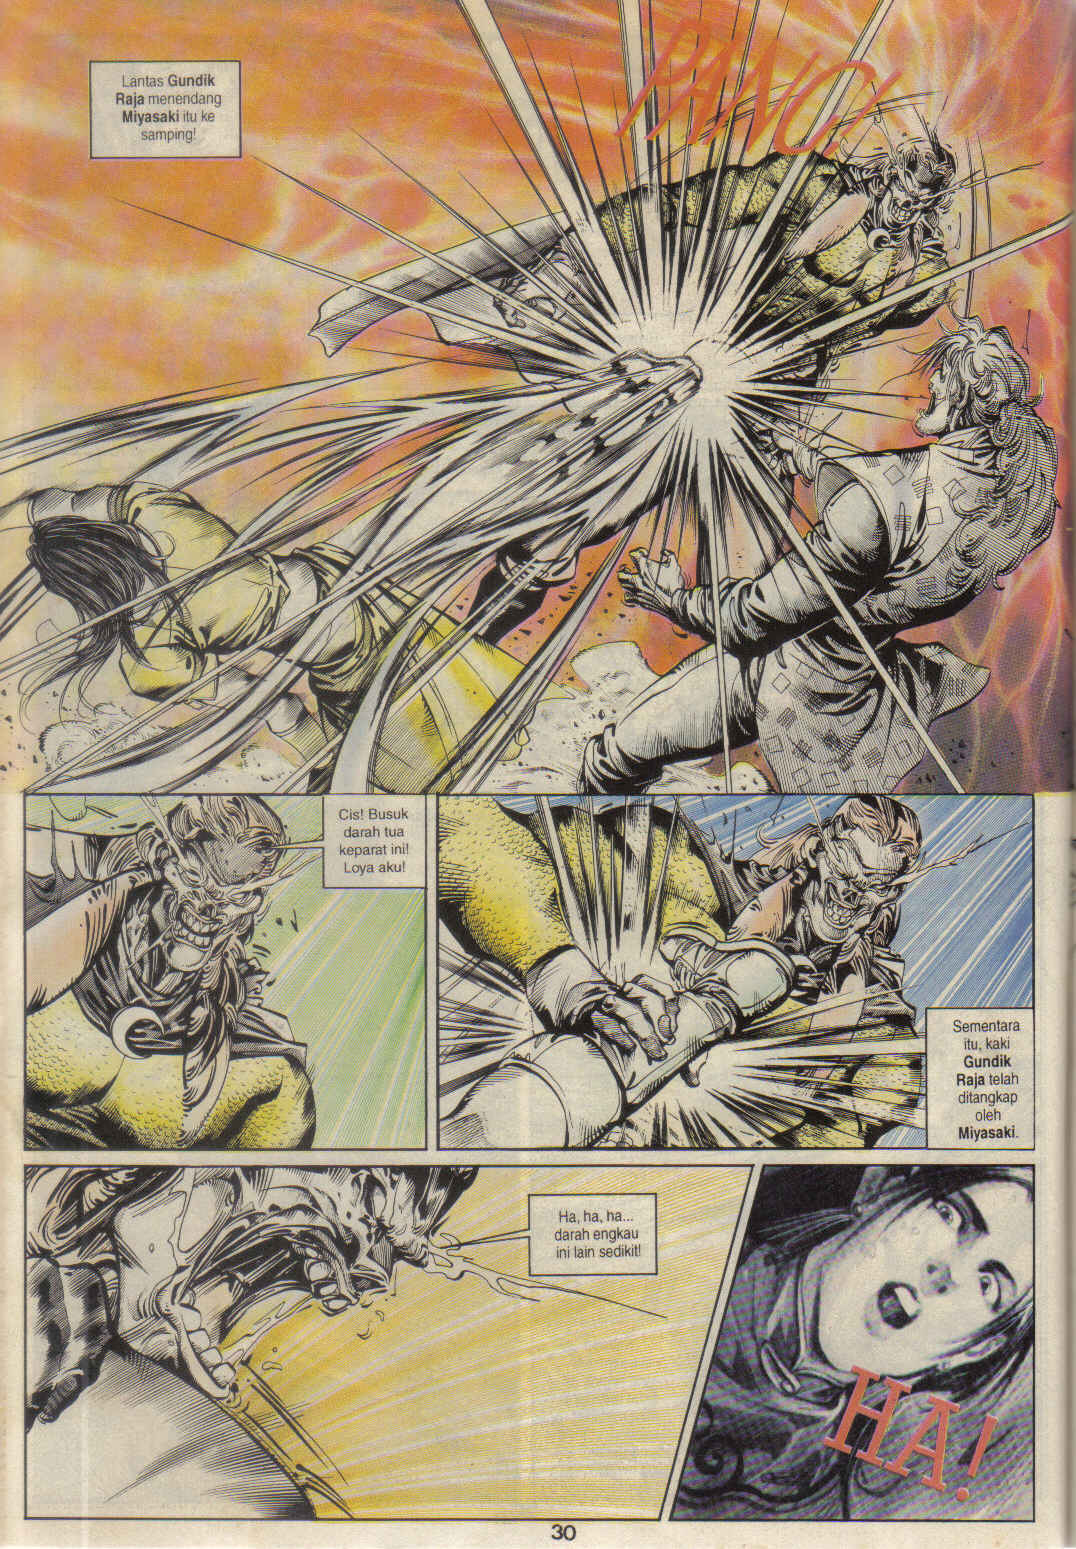 Lantas Gundik
Raja menendang
Miyasaki itu ke
samping!
PANG!
Cis! Busuk
darah tua
keparat ini!
Loya aku!
Sementara
itu, kaki
Gundik
Raja telah
ditangkap
oleh
Miyasaki.
Ha, ha, ha...
darah engkau
ini lain sedikit!
HA!
30